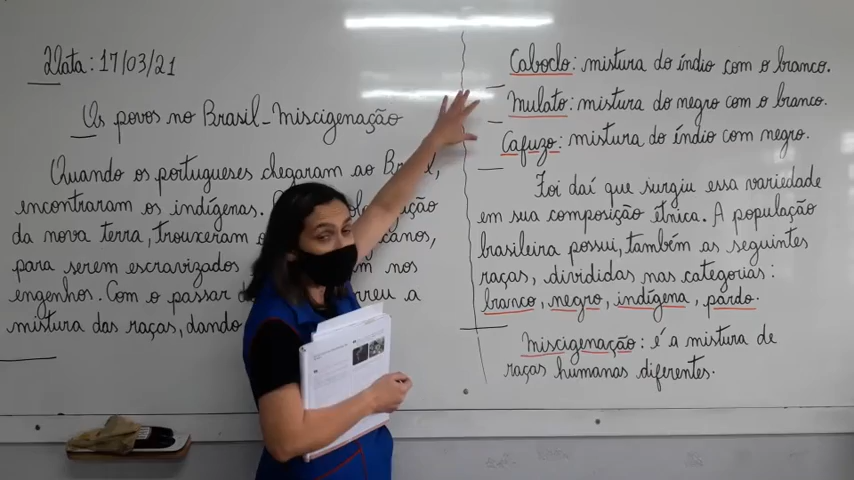 Data: 17/03/21
Os povos no Brasil - Miscigenação
Quando os portugueses chegaram ao Brasil,
encontraram os indígenas.
da nova terra, trouxeram
para serem escravizados nos
engenhos. Com o passar a
mistura das raças, dando
Caboclo: mistura do índio com o branco.
Mulato: mistura do negro com o branco.
Cafuzo: mistura do índio com negro.
Foi daí que surgiu essa variedade
em sua composição étnica. A população
brasileira possui, também as seguintes
raças, divididas nas categorias:
branco, negro, indígena, pardo.
Miscigenação: é a mistura de
raças humanas diferentes.